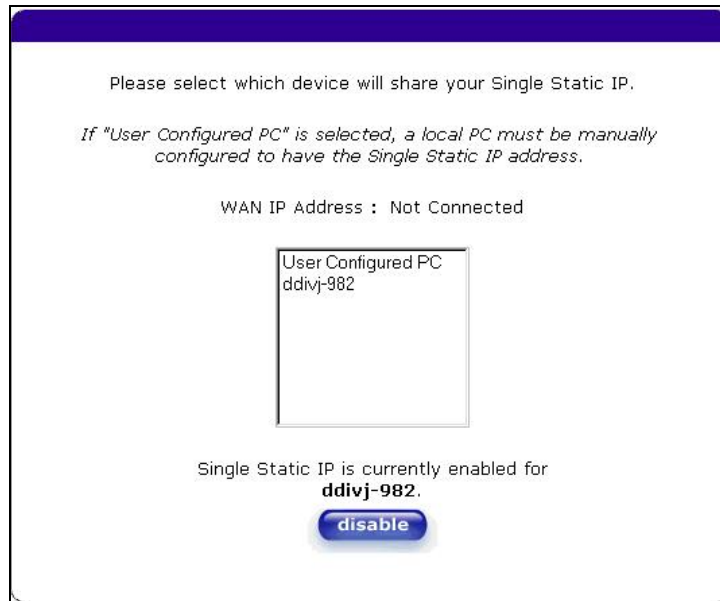 Please select which device will share your Single Static IP.
If "User Configured PC" is selected, a local PC must be manually
configured to have the Single Static IP address.
WAN IP Address : Not Connected
User Configured PC
ddivj-982
Single Static IP is currently enabled for
ddivj-982.
disable